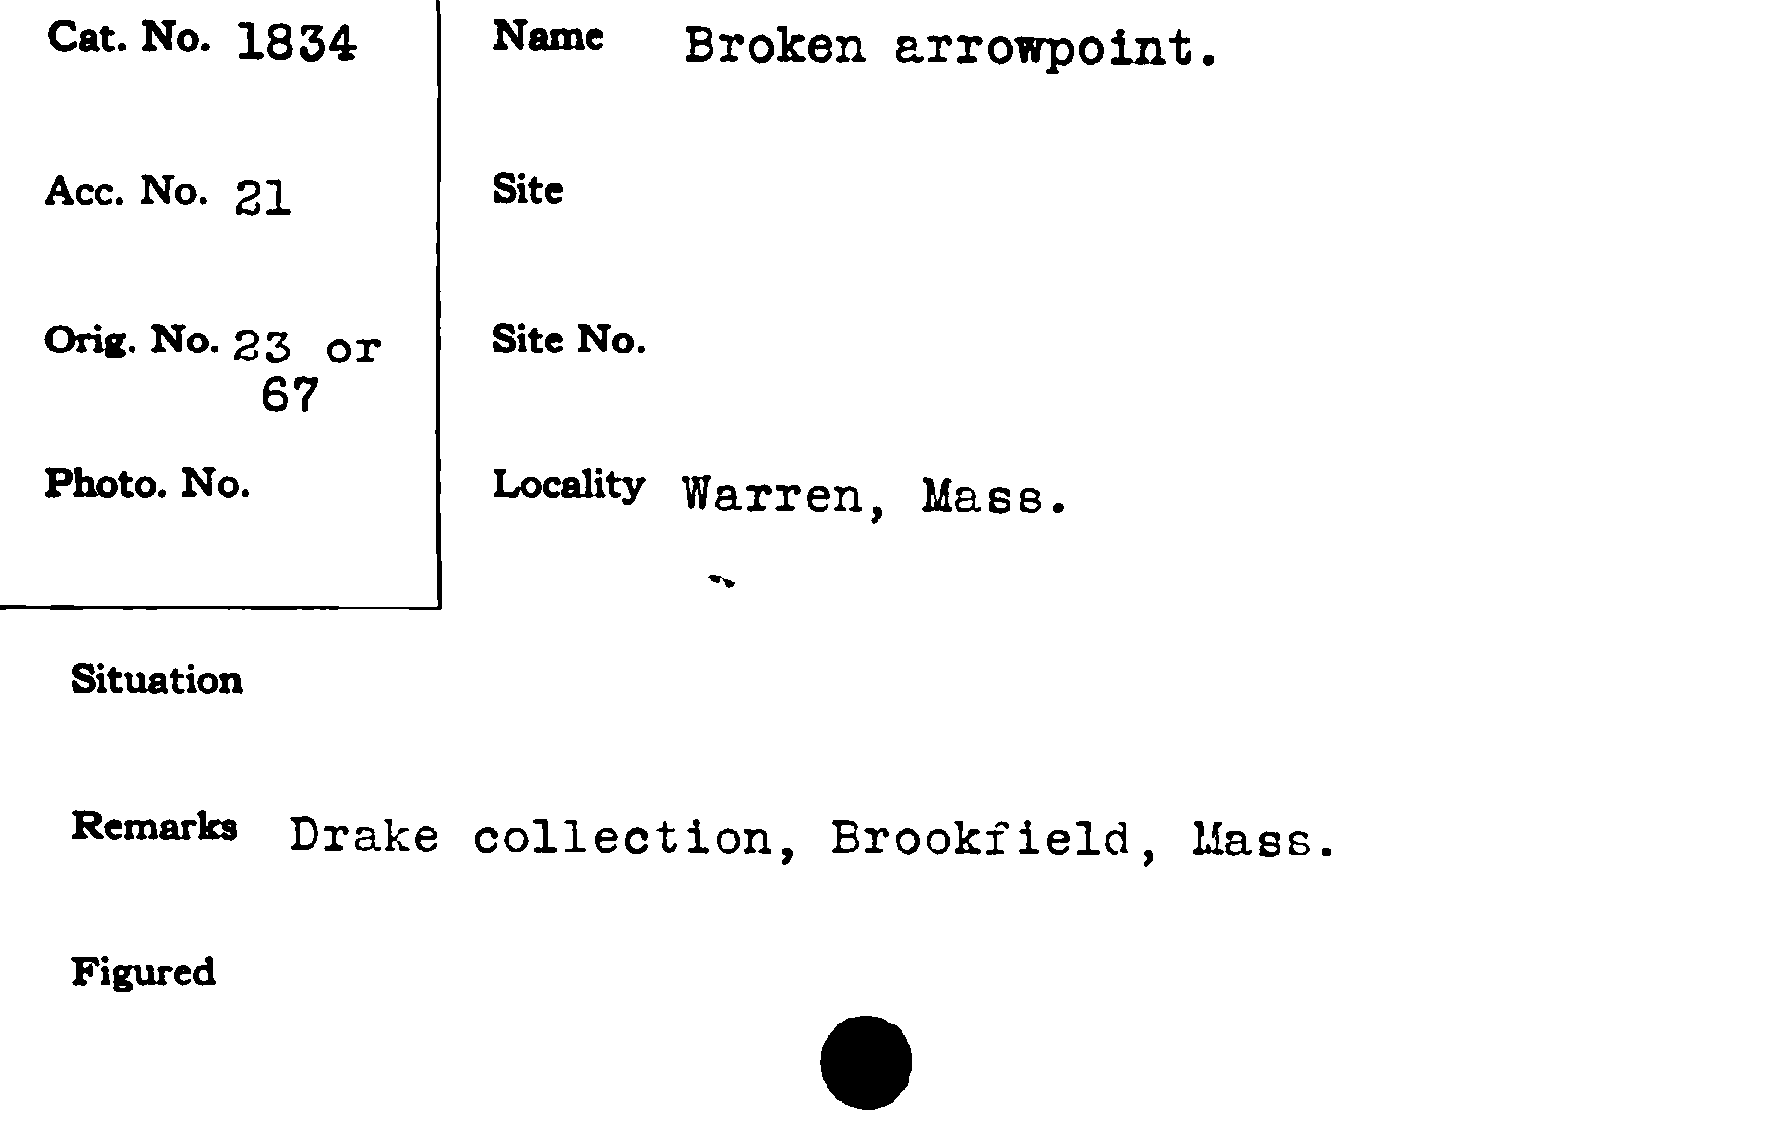 Cat. No. 1834
Name Broken arrowpoint.
Acc. No. 21
Site
Orig. No. 23 or
67
Site No.
Photo. No.
Locality Warren, Mass.
Situation
Remarks Drake collection, Brookfield, Mass.
Figured